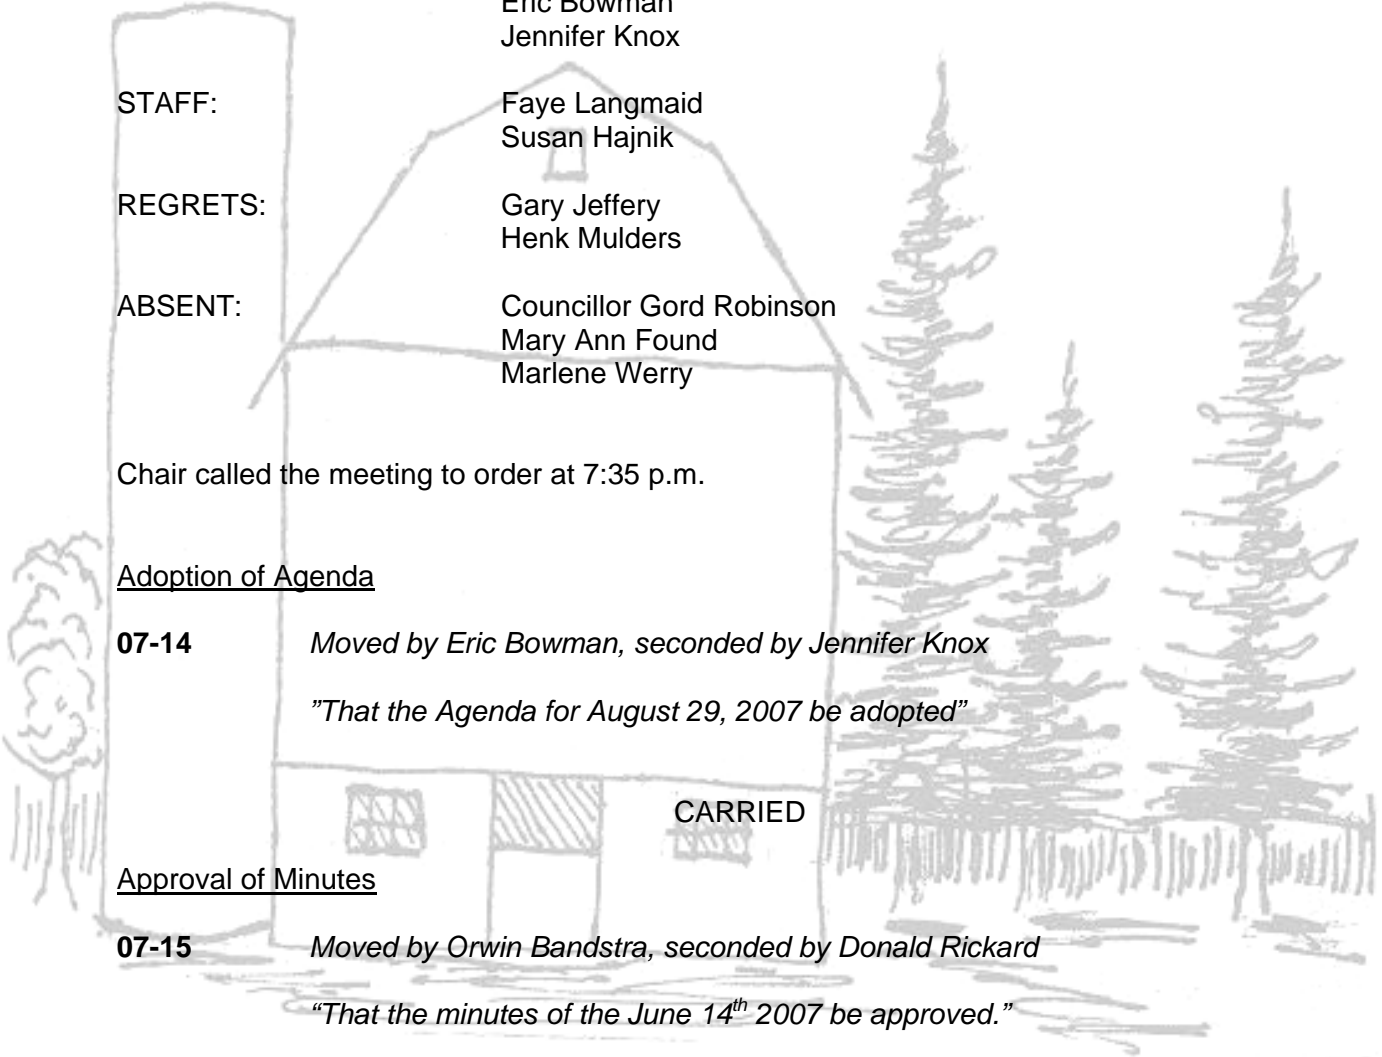 Eric Bowman
Jennifer Knox
STAFF: Faye Langmaid
Susan Hajnik
REGRETS: Gary Jeffery
Henk Mulders
ABSENT: Councillor Gord Robinson
Mary Ann Found
Marlene Werry
Chair called the meeting to order at 7:35 p.m.
Adoption of Agenda
07-14 Moved by Eric Bowman, seconded by Jennifer Knox
”That the Agenda for August 29, 2007 be adopted”
CARRIED
Approval of Minutes
07-15 Moved by Orwin Bandstra, seconded by Donald Rickard
“That the minutes of the June 14th 2007 be approved.”